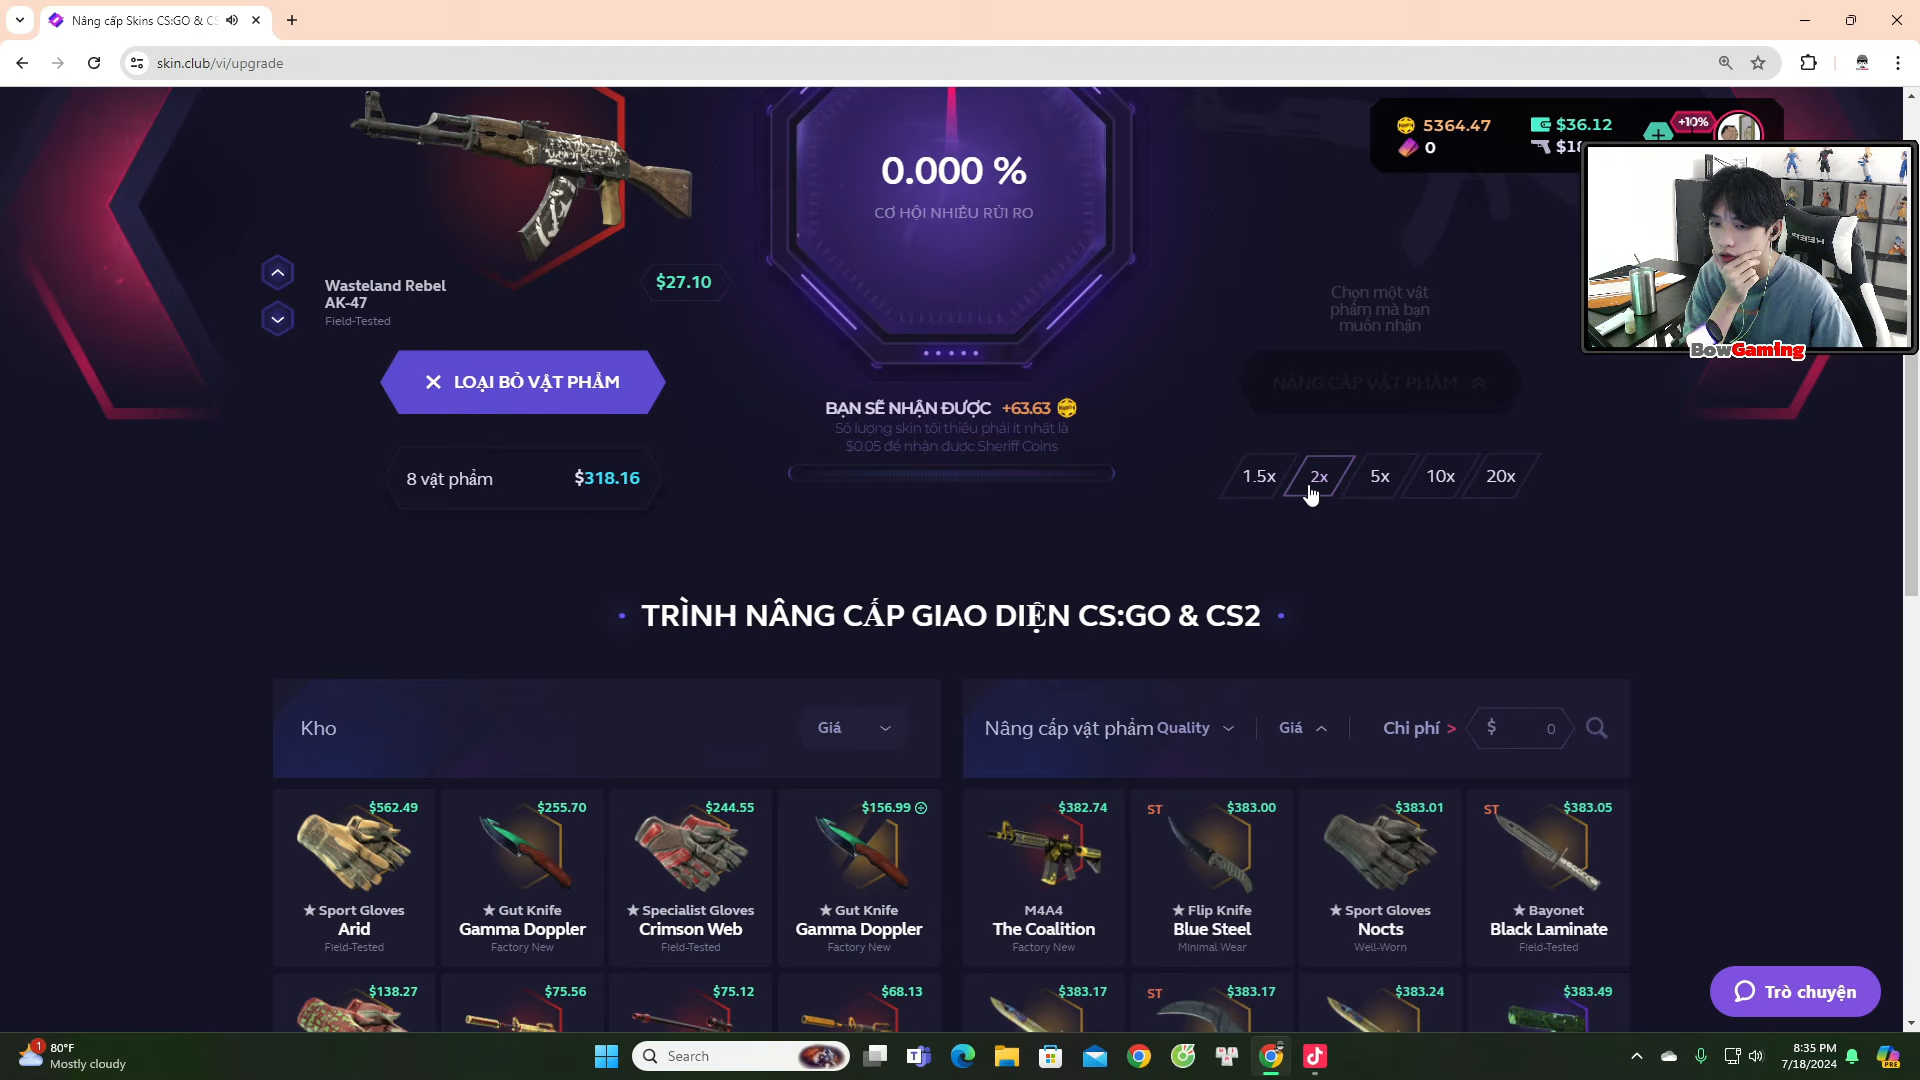 Nâng cấp Skins CS:GO & CS
skin.club/vi/upgrade
5364.47
$36.12
+10%
0
$18
0.000 %
CƠ HỘI NHIỀU RỦI RO
Wasteland Rebel
AK-47
Field-Tested
$27.10
Chọn một vật
phẩm mà bạn
muốn nhận
BowGaming
LOẠI BỎ VẬT PHẨM
NÂNG CẤP VẬT PHẨM
BẠN SẼ NHẬN ĐƯỢC +63.63
Số lượng skin tối thiểu phải ít nhất là
$0.05 để nhận được Sheriff Coins
8 vật phẩm $318.16
1.5x 2x 5x 10x 20x
TRÌNH NÂNG CẤP GIAO DIỆN CS:GO & CS2
Kho Giá
Nâng cấp vật phẩm Quality Giá Chi phí > $ 0
$562.49 $255.70 $244.55 $156.99
★ Sport Gloves ★ Gut Knife ★ Specialist Gloves ★ Gut Knife
Arid Gamma Doppler Crimson Web Gamma Doppler
Field-Tested Factory New Field-Tested Factory New
$382.74 ST $383.00 $383.01 ST $383.05
M4A4 ★ Flip Knife ★ Sport Gloves ★ Bayonet
The Coalition Blue Steel Nocts Black Laminate
Factory New Minimal Wear Well-Worn Field-Tested
$138.27 $75.56 $75.12 $68.13
$383.17 ST $383.17 $383.24 $383.49
Trò chuyện
1
80°F
Mostly cloudy
Search
8:35 PM
7/18/2024
PRE